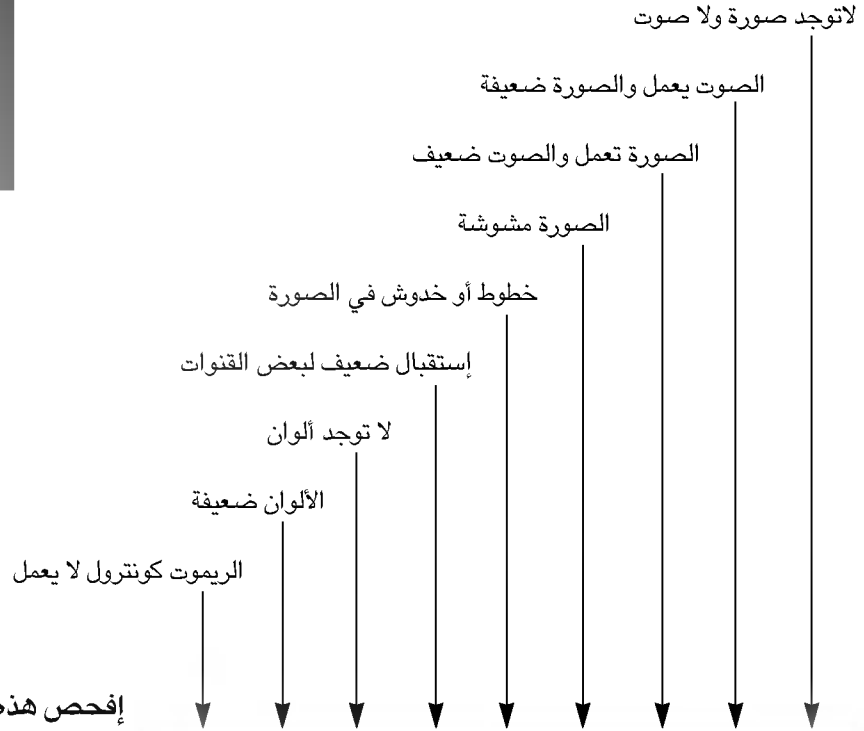 لاتوجد صورة ولا صوت
الصوت يعمل والصورة ضعيفة
الصورة تعمل والصوت ضعيف
الصورة مشوشة
خطوط أو خدوش في الصورة
إستقبال ضعيف لبعض القنوات
لا توجد ألوان
الألوان ضعيفة
الريموت كونترول لا يعمل
إفحص